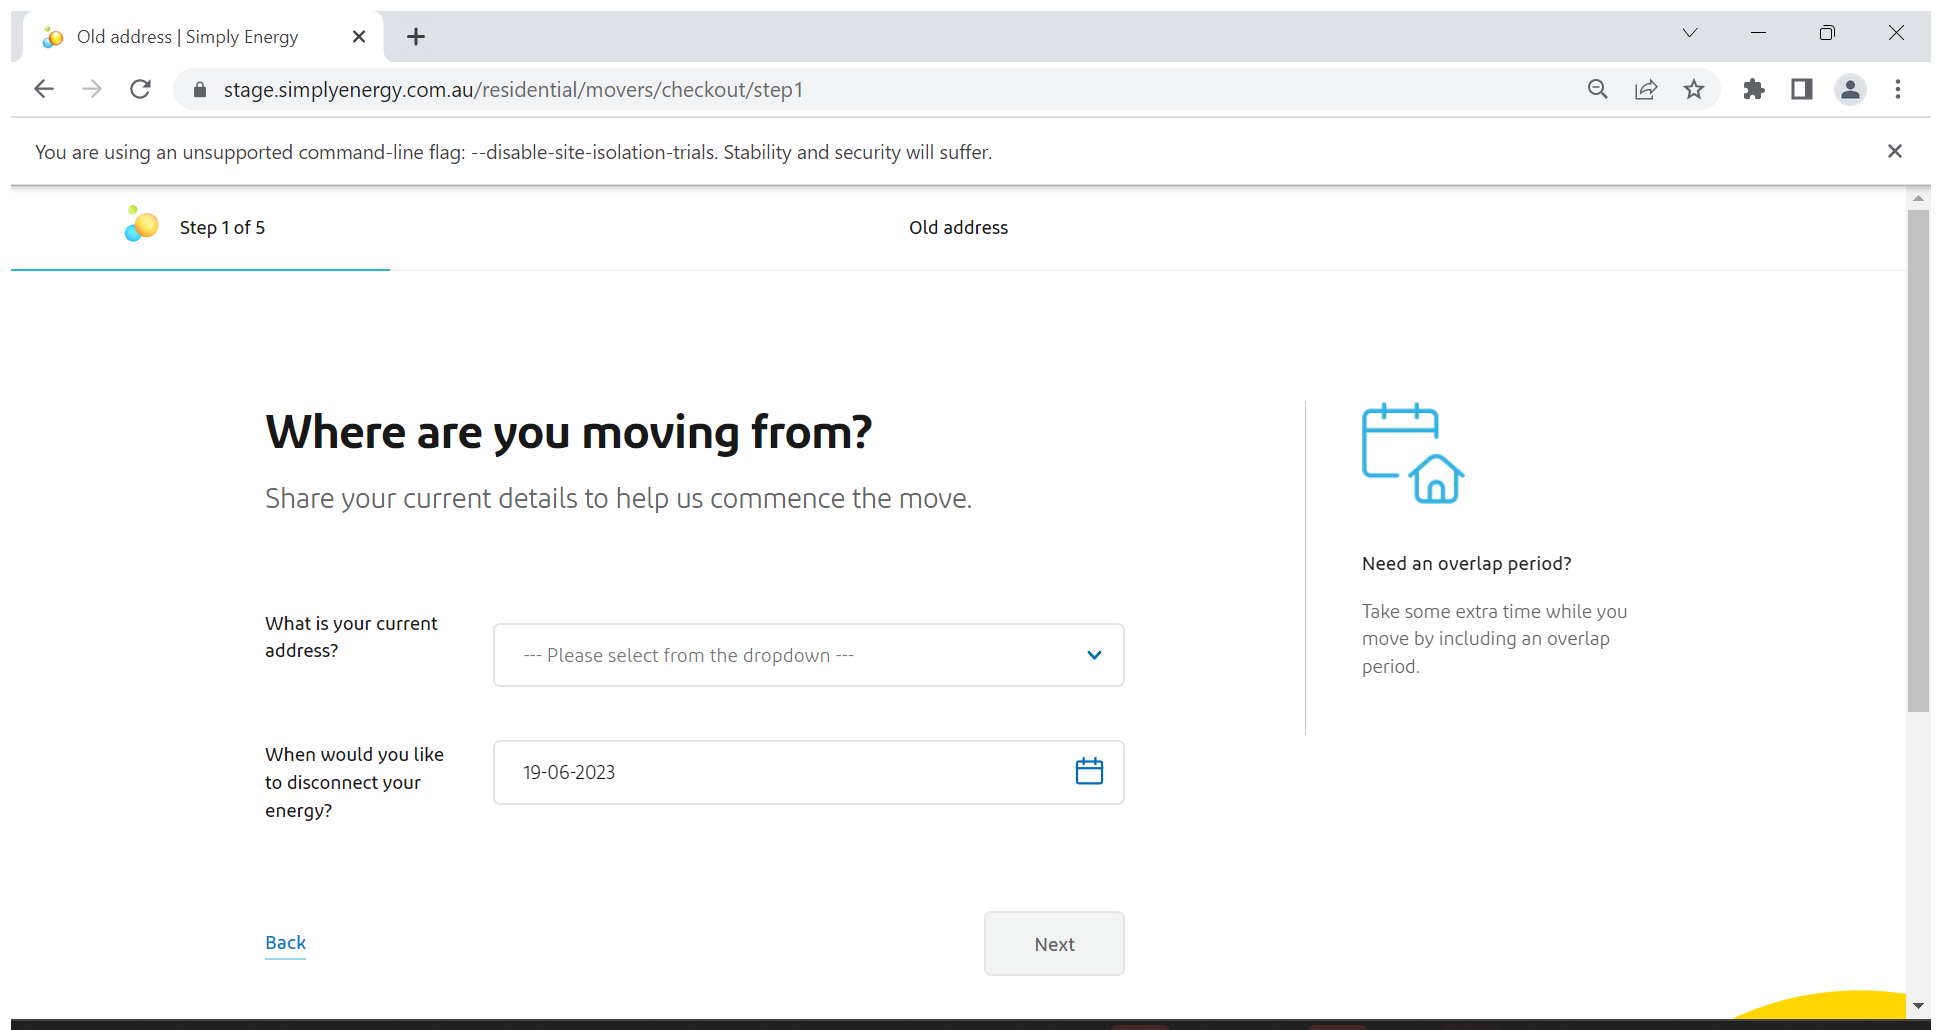 Old address | Simply Energy
stage.simplyenergy.com.au/residential/movers/checkout/step1
You are using an unsupported command-line flag: --disable-site-isolation-trials. Stability and security will suffer.
Step 1 of 5
Old address
Where are you moving from?
Share your current details to help us commence the move.
What is your current
address?
--- Please select from the dropdown ---
When would you like
to disconnect your
energy?
19-06-2023
Back
Next
Need an overlap period?
Take some extra time while you
move by including an overlap
period.